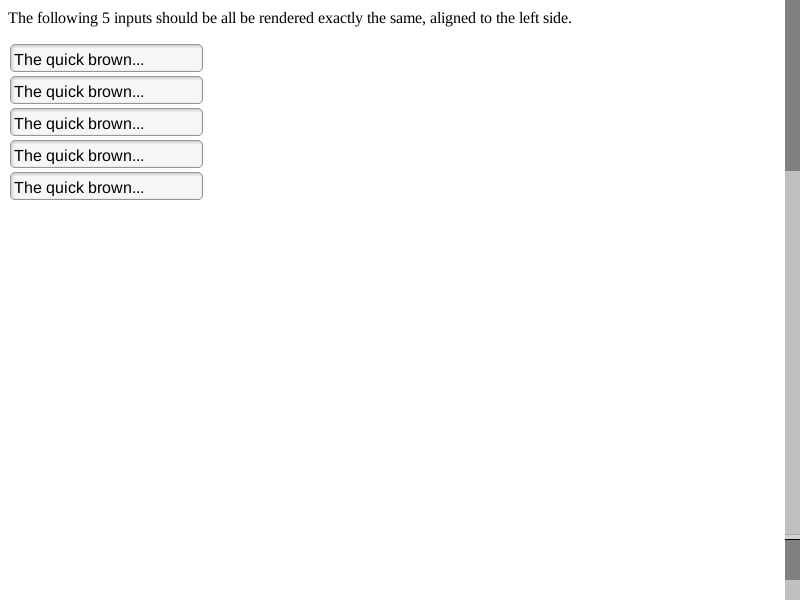 The following 5 inputs should be all be rendered exactly the same, aligned to the left side.
The quick brown...
The quick brown...
The quick brown...
The quick brown...
The quick brown...